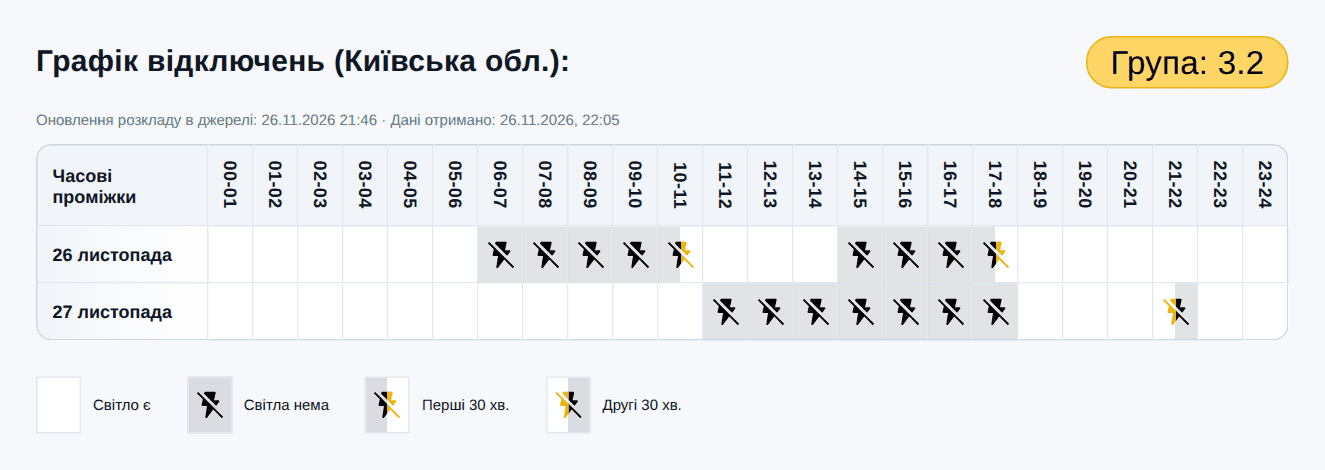 Графік відключень (Київська обл.):
Група: 3.2
Оновлення розкладу в джерелі: 26.11.2026 21:46 · Дані отримано: 26.11.2026, 22:05
Часові
проміжки
00-01
01-02
02-03
03-04
04-05
05-06
06-07
07-08
08-09
09-10
10-11
11-12
12-13
13-14
14-15
15-16
16-17
17-18
18-19
19-20
20-21
21-22
22-23
23-24
26 листопада
27 листопада
Світло є
Світла нема
Перші 30 хв.
Другі 30 хв.